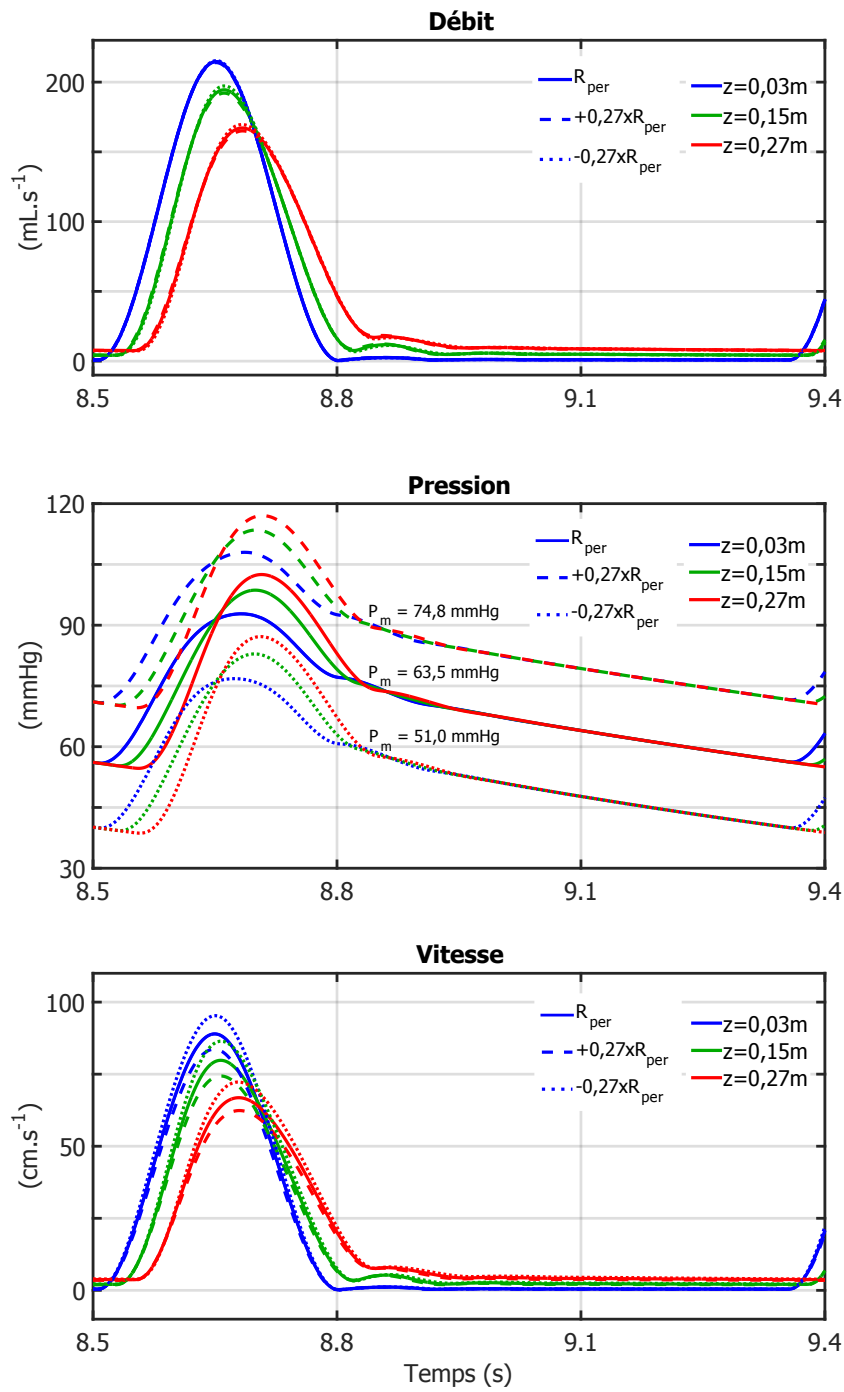 Débit
200
100
0
(mL.s-1)
R_per
+0,27xR_per
-0,27xR_per
z=0,03m
z=0,15m
z=0,27m
8.5 8.8 9.1 9.4
Pression
120
90
60
30
(mmHg)
R_per
+0,27xR_per
-0,27xR_per
z=0,03m
z=0,15m
z=0,27m
P_m = 74,8 mmHg
P_m = 63,5 mmHg
P_m = 51,0 mmHg
8.5 8.8 9.1 9.4
Vitesse
100
50
0
(cm.s-1)
R_per
+0,27xR_per
-0,27xR_per
z=0,03m
z=0,15m
z=0,27m
8.5 8.8 9.1 9.4
Temps (s)